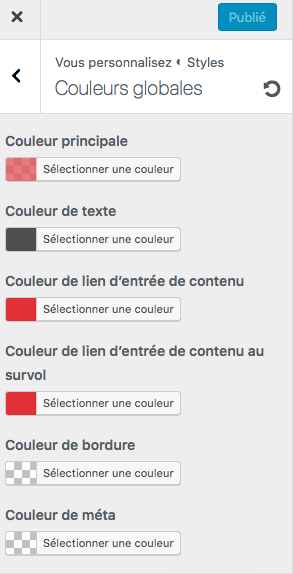 Publié
Vous personnalisez Styles
Couleurs globales
Couleur principale
Sélectionner une couleur
Couleur de texte
Sélectionner une couleur
Couleur de lien d’entrée de contenu
Sélectionner une couleur
Couleur de lien d’entrée de contenu au
survol
Sélectionner une couleur
Couleur de bordure
Sélectionner une couleur
Couleur de méta
Sélectionner une couleur